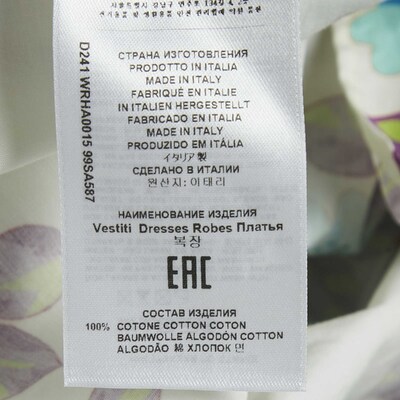 СТРАНА ИЗГОТОВЛЕНИЯ
PRODOTTO IN ITALIA
MADE IN ITALY
FABRIQUÉ EN ITALIE
IN ITALIEN HERGESTELLT
FABRICADO EN ITALIA
MADE IN ITALY
PRODUZIDO EM ITÁLIA
イタリア製
СДЕЛАНО В ИТАЛИИ
원산지: 이태리
НАИМЕНОВАНИЕ ИЗДЕЛИЯ
Vestiti Dresses Robes Платья
복장
EAC
СОСТАВ ИЗДЕЛИЯ
100% COTONE COTTON COTON
BAUMWOLLE ALGODÓN COTTON
ALGODÃO 綿 ХЛОПОК 면
D241 WRHA0015 99SA587